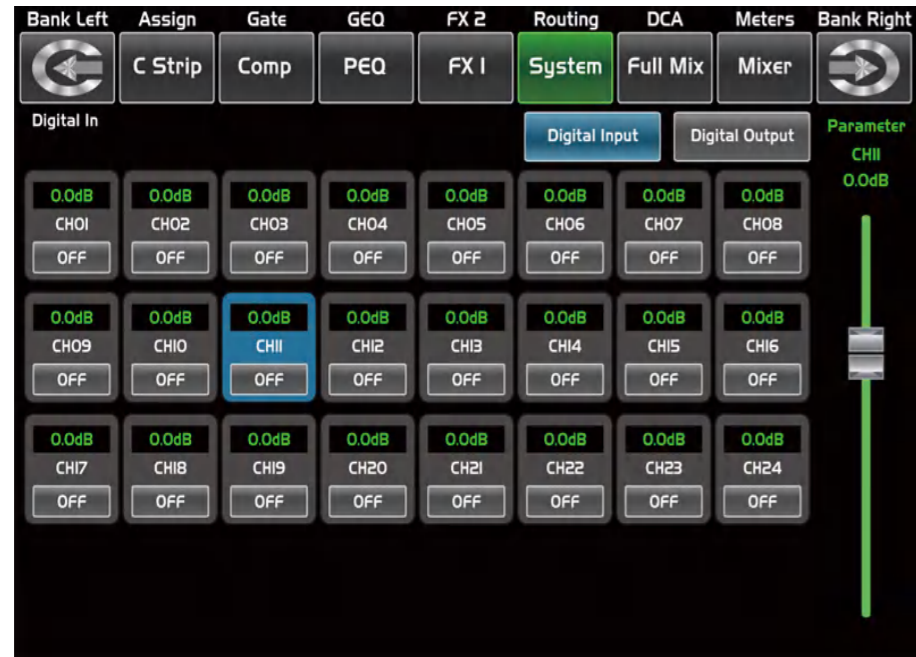 Bank Left Assign Gate GEQ FX 2 Routing DCA Meters Bank Right
C Strip Comp PEQ FX 1 System Full Mix Mixer
Digital In Digital Input Digital Output Parameter
CH11
0.0dB
0.0dB 0.0dB 0.0dB 0.0dB 0.0dB 0.0dB 0.0dB 0.0dB
CH01 CH02 CH03 CH04 CH05 CH06 CH07 CH08
OFF OFF OFF OFF OFF OFF OFF OFF
0.0dB 0.0dB 0.0dB 0.0dB 0.0dB 0.0dB 0.0dB 0.0dB
CH09 CH10 CH11 CH12 CH13 CH14 CH15 CH16
OFF OFF OFF OFF OFF OFF OFF OFF
0.0dB 0.0dB 0.0dB 0.0dB 0.0dB 0.0dB 0.0dB 0.0dB
CH17 CH18 CH19 CH20 CH21 CH22 CH23 CH24
OFF OFF OFF OFF OFF OFF OFF OFF